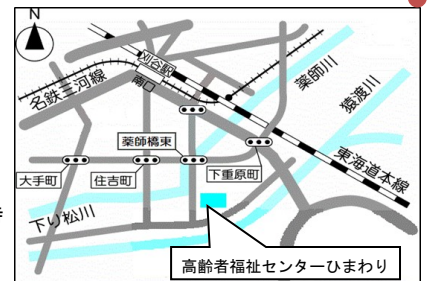 N
刈谷駅
南口
名鉄三河線
薬師川
猿渡川
薬師橋東
下重原町
東海道本線
大手町
住吉町
下り松川
高齢者福祉センターひまわり